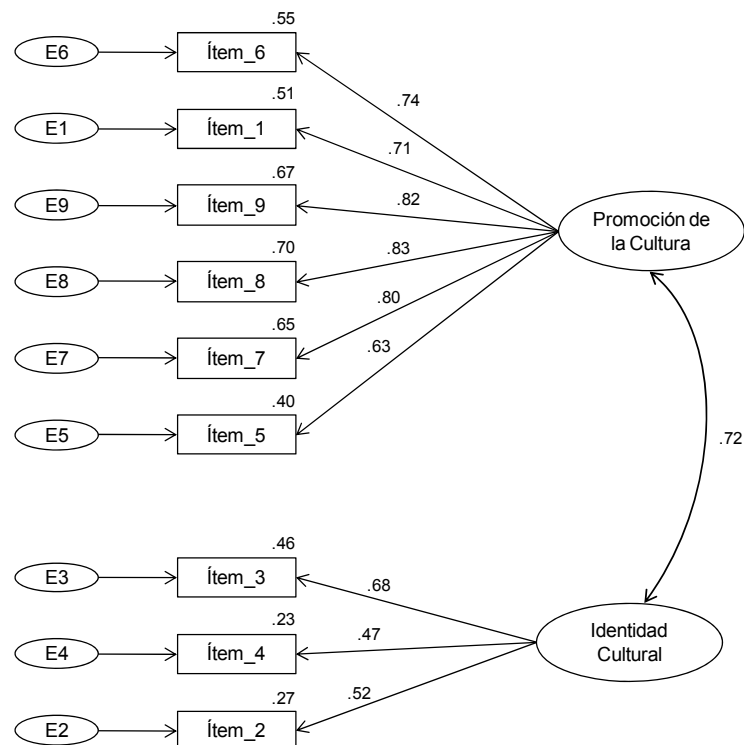 .55
E6
Ítem_6
.74
.51
E1
Ítem_1
.71
.67
E9
Ítem_9
.82
Promoción de
la Cultura
.70
E8
Ítem_8
.83
.65
E7
Ítem_7
.80
.63
.40
E5
Ítem_5
.72
.46
E3
Ítem_3
.68
.23
E4
Ítem_4
.47
Identidad
Cultural
.27
E2
Ítem_2
.52